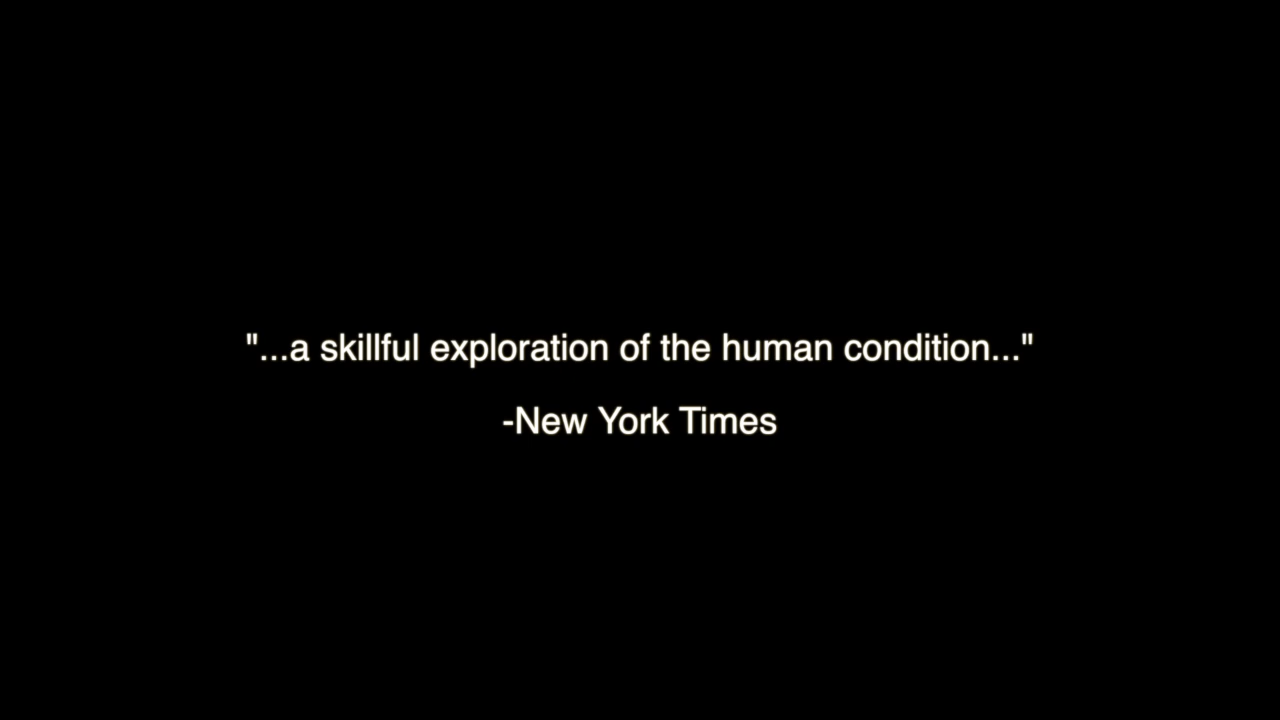 "...a skillful exploration of the human condition..."
-New York Times